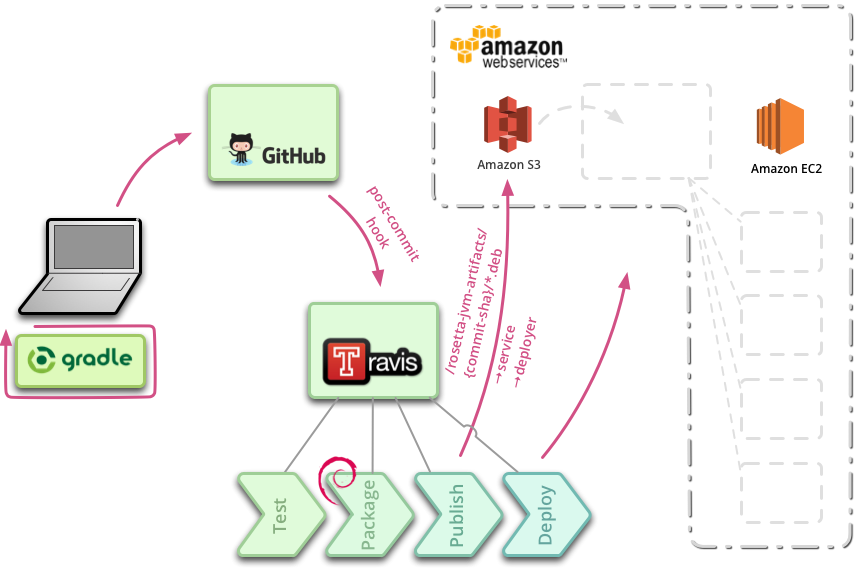 amazon
webservices™
Amazon S3
Amazon EC2
GitHub
post-commit
hook
gradle
Travis
/rosetta-jvm-artifacts/
{commit-sha}/*.deb
→service
→deployer
Test
Package
Publish
Deploy